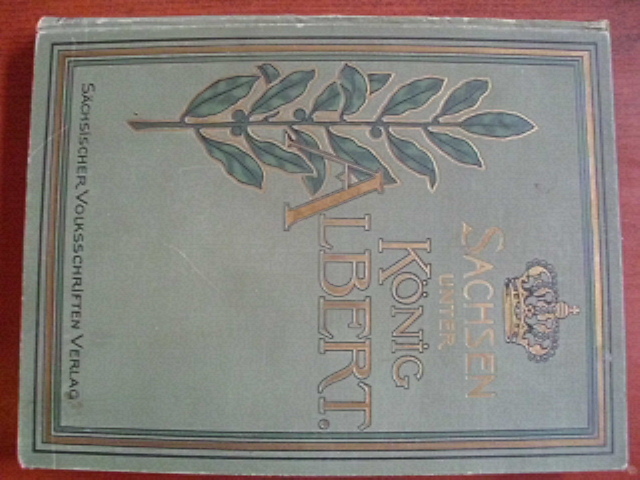 SACHSEN
UNTER
KÖNIG
ALBERT.
SÄCHSISCHER VOLKSSCHRIFTEN VERLAG